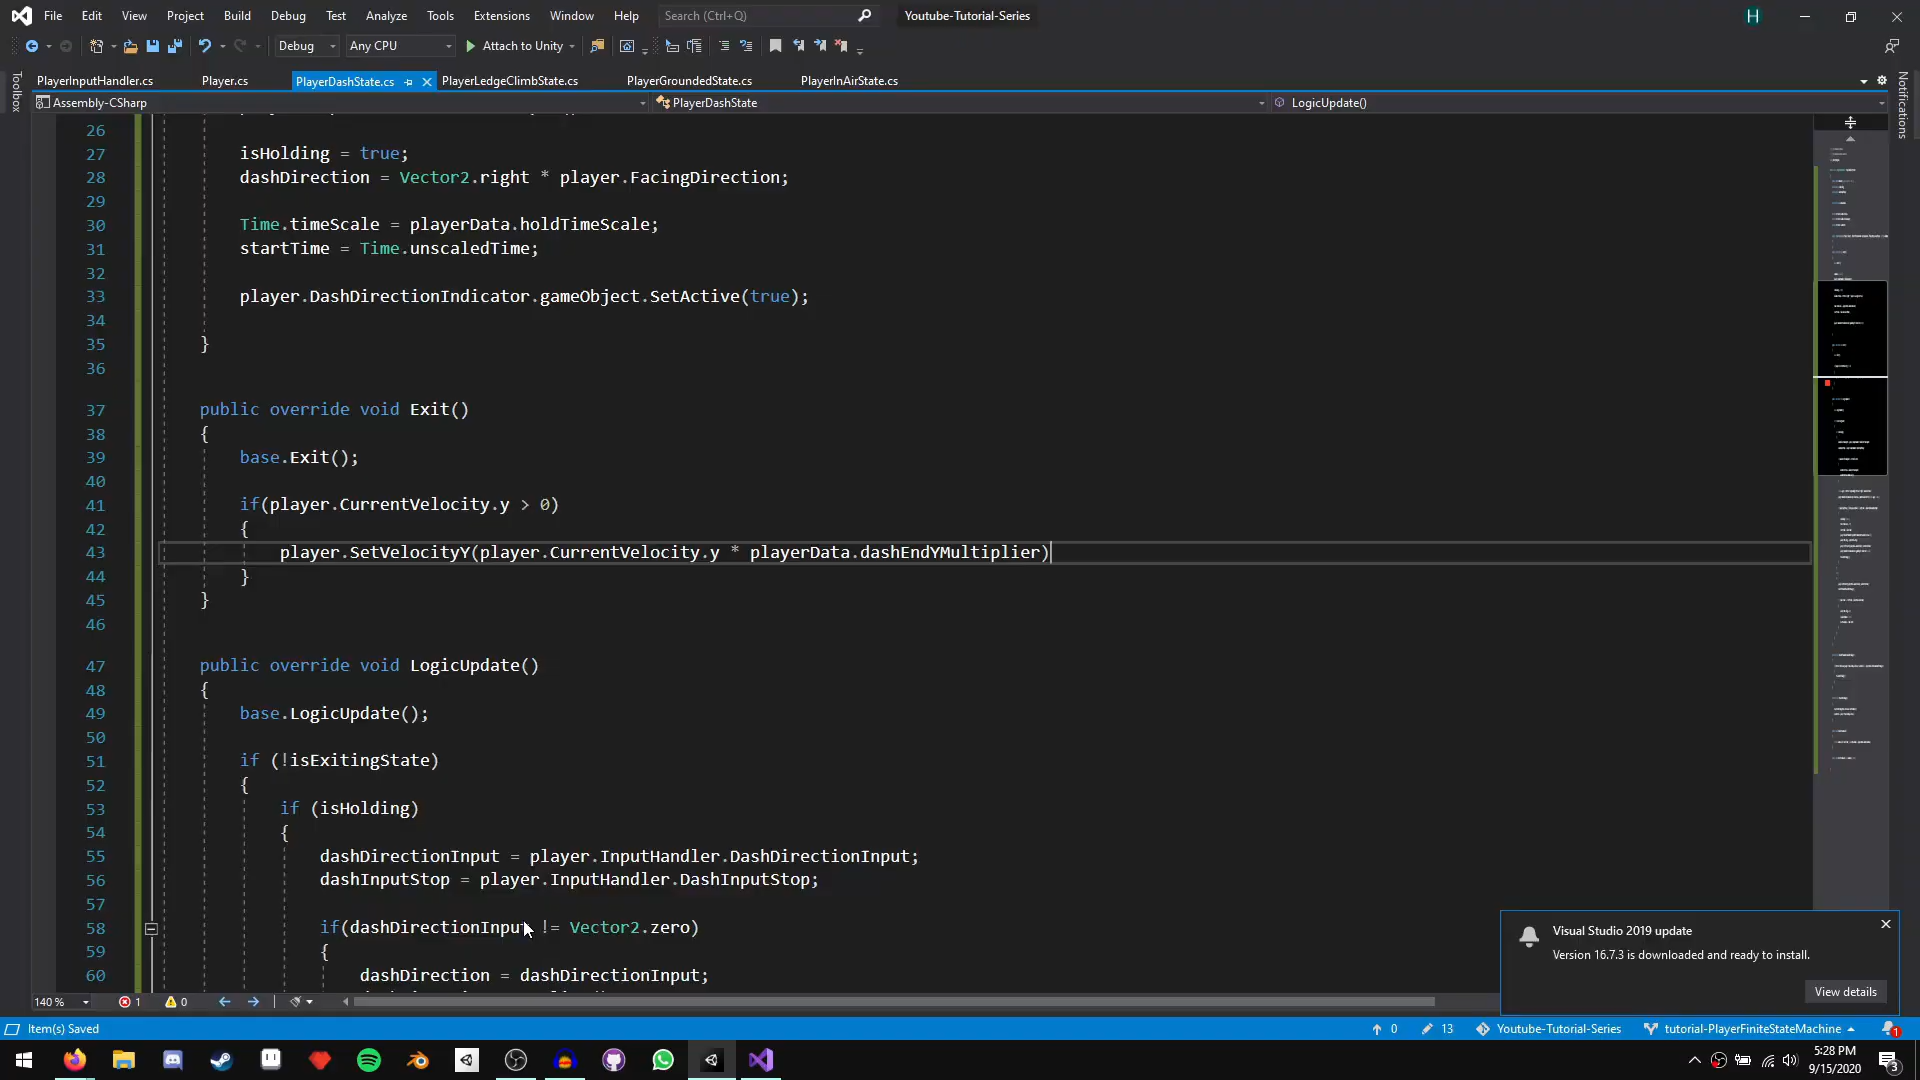 File Edit View Project Build Debug Test Analyze Tools Extensions Window Help Search (Ctrl+Q) Youtube-Tutorial-Series H
Debug Any CPU Attach to Unity
Toolbox
Notifications
PlayerInputHandler.cs Player.cs PlayerDashState.cs PlayerLedgeClimbState.cs PlayerGroundedState.cs PlayerInAirState.cs
Assembly-CSharp PlayerDashState LogicUpdate()
26
27 isHolding = true;
28 dashDirection = Vector2.right * player.FacingDirection;
29
30 Time.timeScale = playerData.holdTimeScale;
31 startTime = Time.unscaledTime;
32
33 player.DashDirectionIndicator.gameObject.SetActive(true);
34
35 }
36
37 public override void Exit()
38 {
39 base.Exit();
40
41 if(player.CurrentVelocity.y > 0)
42 {
43 player.SetVelocityY(player.CurrentVelocity.y * playerData.dashEndYMultiplier)
44 }
45 }
46
47 public override void LogicUpdate()
48 {
49 base.LogicUpdate();
50
51 if (!isExitingState)
52 {
53 if (isHolding)
54 {
55 dashDirectionInput = player.InputHandler.DashDirectionInput;
56 dashInputStop = player.InputHandler.DashInputStop;
57
58 if(dashDirectionInput != Vector2.zero)
59 {
60 dashDirection = dashDirectionInput;
Visual Studio 2019 update
Version 16.7.3 is downloaded and ready to install.
View details
140 % 1 0
Item(s) Saved 0 13 Youtube-Tutorial-Series tutorial-PlayerFiniteStateMachine 1
5:28 PM
9/15/2020
3